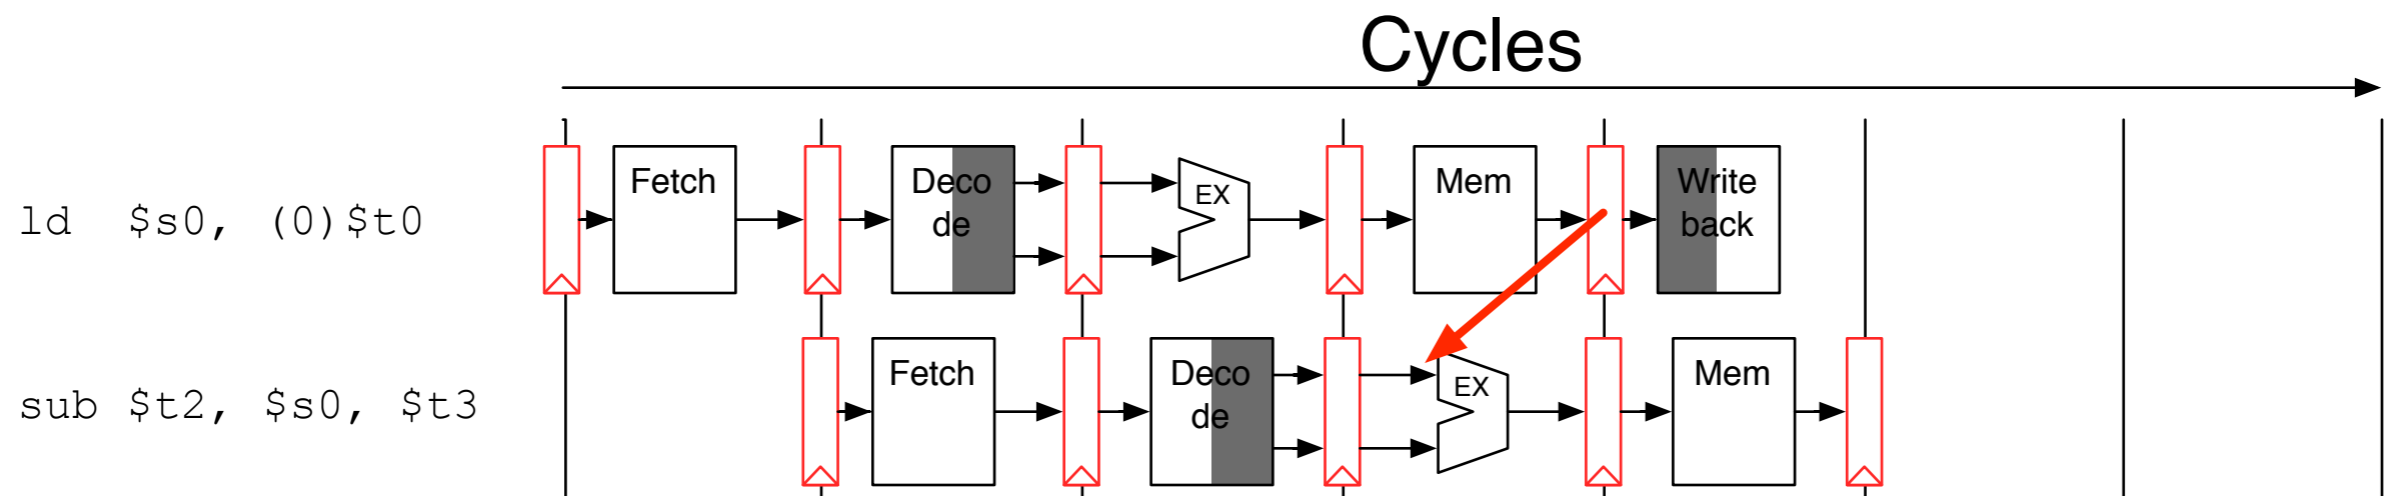 Cycles
ld $s0, (0)$t0
Fetch
Deco
de
EX
Mem
Write
back
sub $t2, $s0, $t3
Fetch
Deco
de
EX
Mem